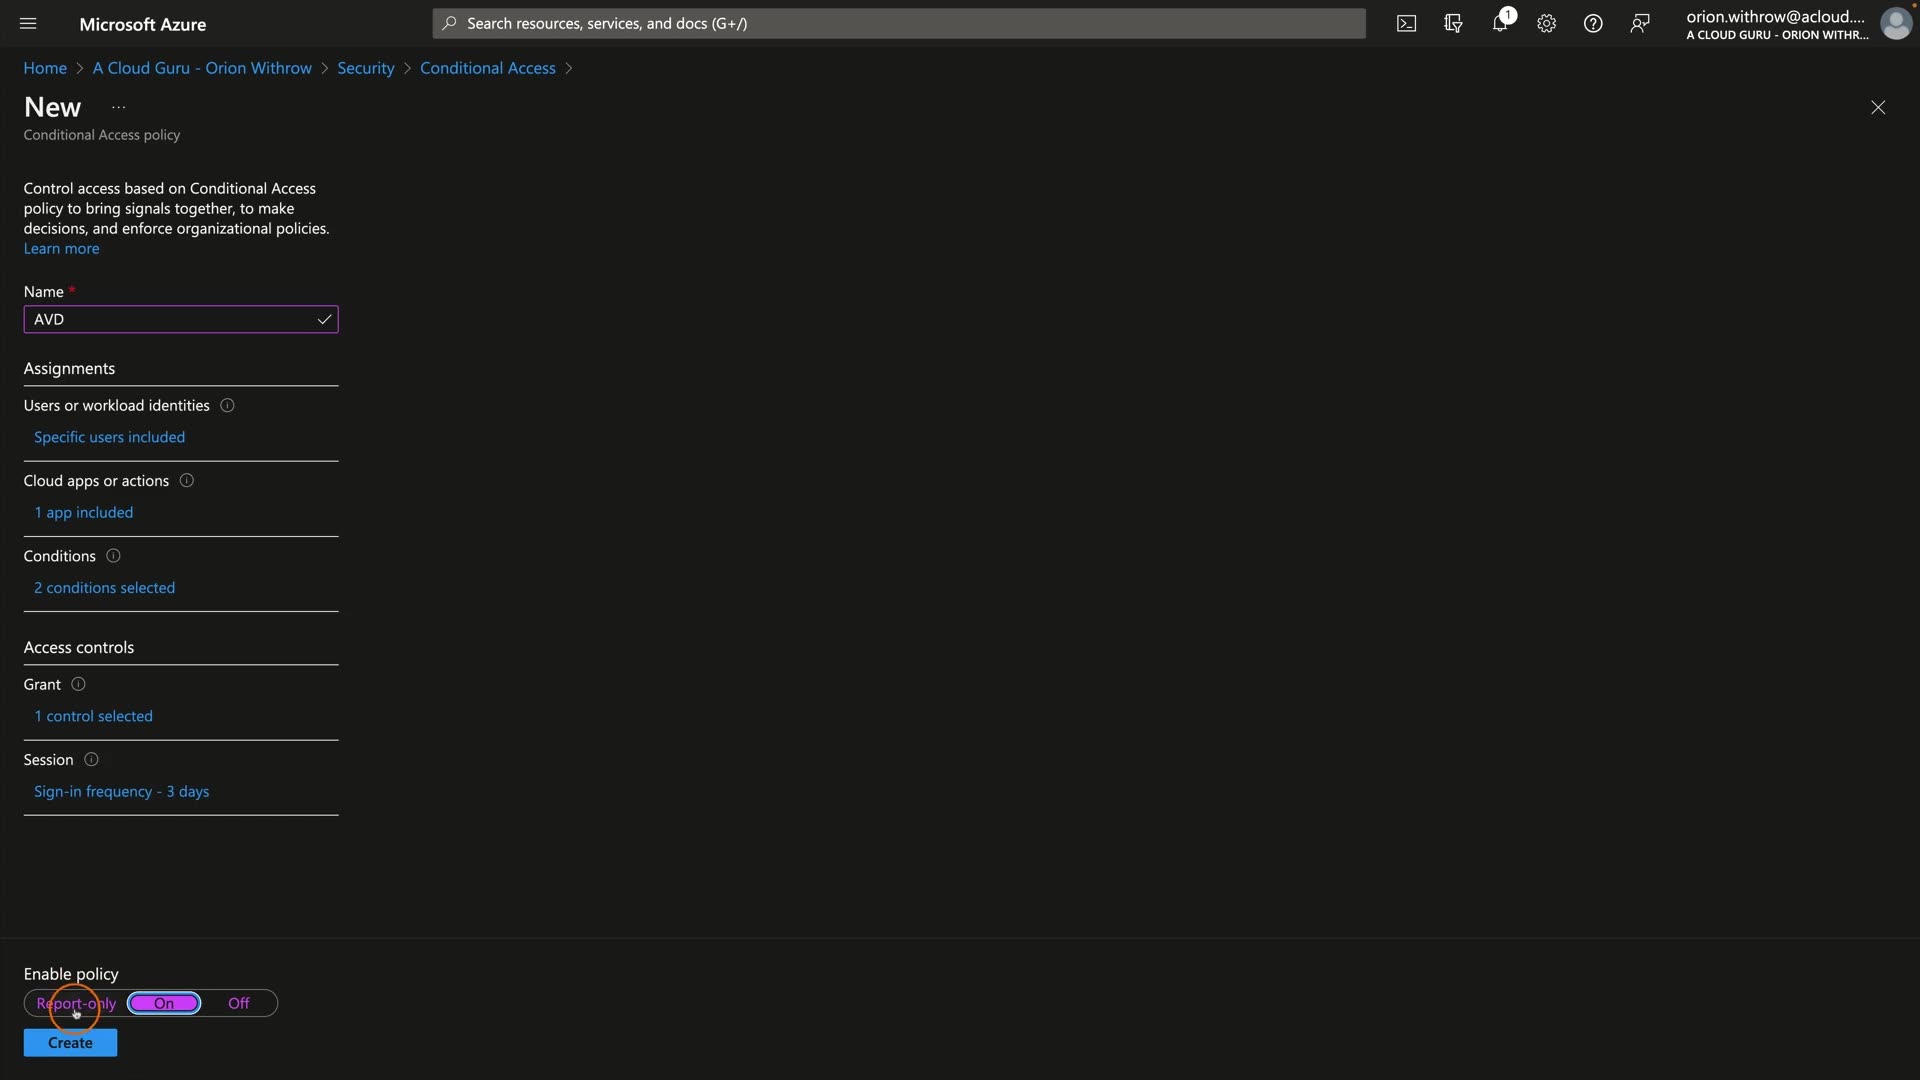 Microsoft Azure
Search resources, services, and docs (G+/)
1
orion.withrow@acloud....
A CLOUD GURU - ORION WITHR...
Home > A Cloud Guru - Orion Withrow > Security > Conditional Access >
New ...
Conditional Access policy
Control access based on Conditional Access
policy to bring signals together, to make
decisions, and enforce organizational policies.
Learn more
Name *
AVD
Assignments
Users or workload identities
Specific users included
Cloud apps or actions
1 app included
Conditions
2 conditions selected
Access controls
Grant
1 control selected
Session
Sign-in frequency - 3 days
Enable policy
Report-only On Off
Create